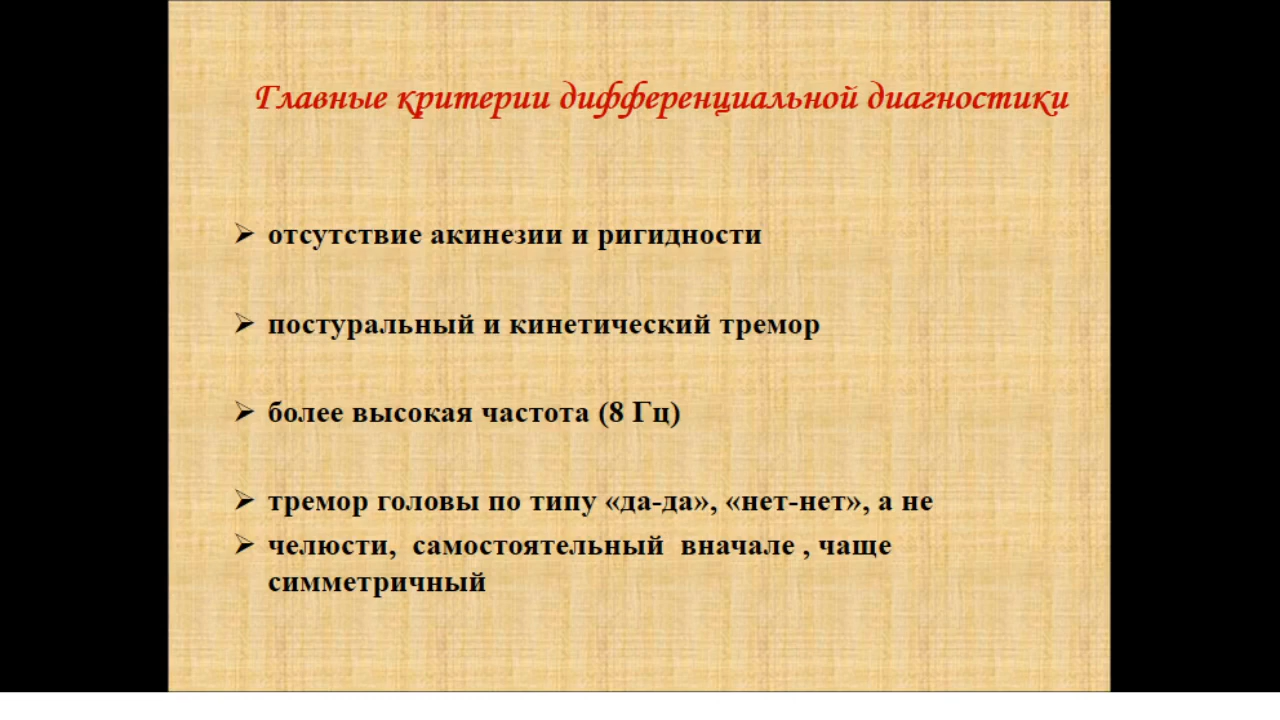 Главные критерии дифференциальной диагностики
➢ отсутствие акинезии и ригидности
➢ постуральный и кинетический тремор
➢ более высокая частота (8 Гц)
➢ тремор головы по типу «да-да», «нет-нет», а не
➢ челюсти, самостоятельный вначале , чаще
симметричный